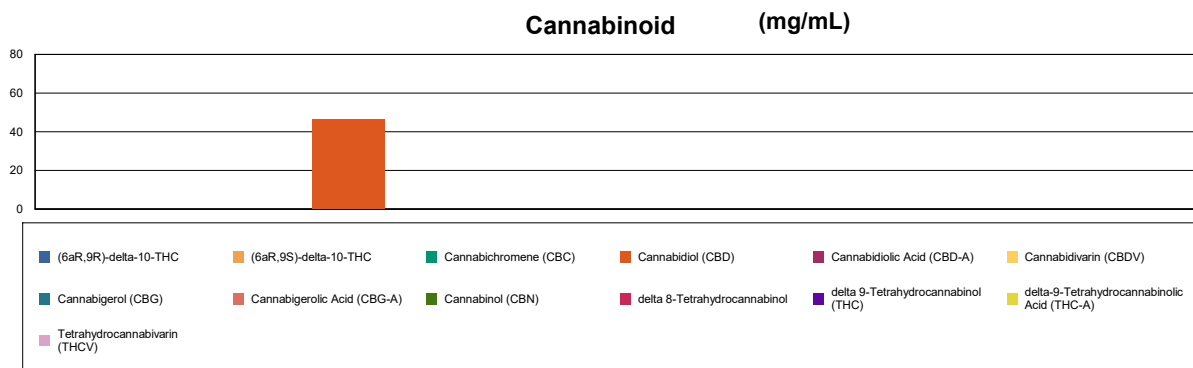 Cannabinoid (mg/mL)
80
60
40
20
0
(6aR,9R)-delta-10-THC
(6aR,9S)-delta-10-THC
Cannabichromene (CBC)
Cannabidiol (CBD)
Cannabidiolic Acid (CBD-A)
Cannabidivarin (CBDV)
Cannabigerol (CBG)
Cannabigerolic Acid (CBG-A)
Cannabinol (CBN)
delta 8-Tetrahydrocannabinol
delta 9-Tetrahydrocannabinol
(THC)
delta-9-Tetrahydrocannabinolic
Acid (THC-A)
Tetrahydrocannabivarin
(THCV)